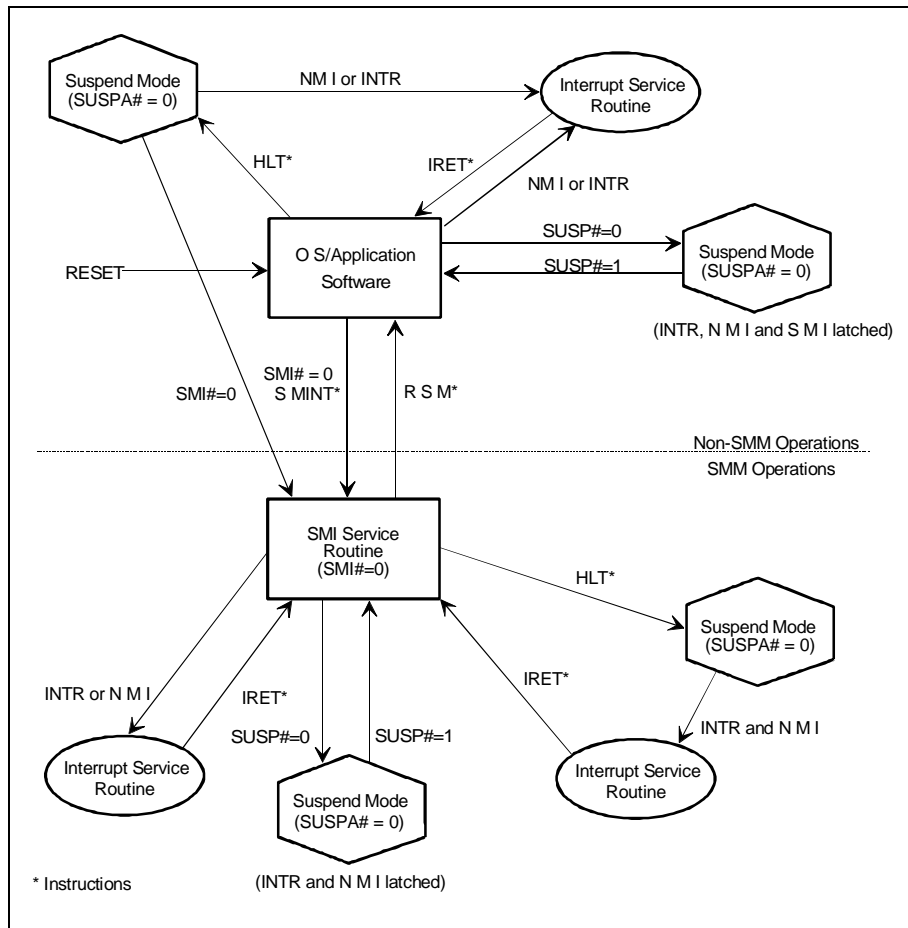 Suspend Mode
(SUSPA# = 0)
NM I or INTR
Interrupt Service
Routine
HLT*
IRET*
NM I or INTR
RESET
O S/Application
Software
SUSP#=0
SUSP#=1
Suspend Mode
(SUSPA# = 0)
(INTR, N M I and S M I latched)
SMI#=0
SMI# = 0
S MINT*
R S M*
Non-SMM Operations
SMM Operations
SMI Service
Routine
(SMI#=0)
HLT*
Suspend Mode
(SUSPA# = 0)
INTR or N M I
IRET*
SUSP#=0
SUSP#=1
IRET*
INTR and N M I
Interrupt Service
Routine
Suspend Mode
(SUSPA# = 0)
Interrupt Service
Routine
* Instructions
(INTR and N M I latched)